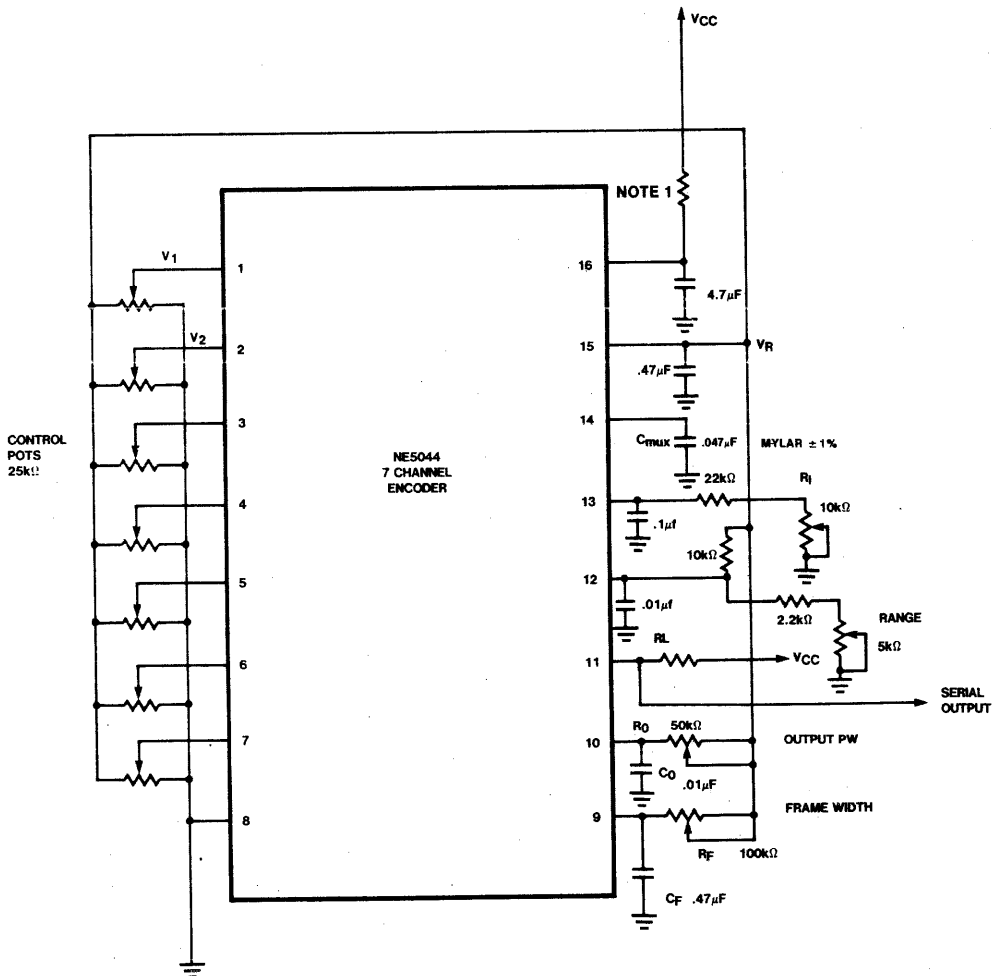 VCC
NOTE 1
V1
1
16
4.7µF
V2
2
15
VR
.47µF
3
14
Cmux
.047µF
MYLAR ± 1%
CONTROL
POTS
25kΩ
NE5044
7 CHANNEL
ENCODER
22kΩ
RI
4
13
.1µf
10kΩ
10kΩ
5
12
.01µf
2.2kΩ
RANGE
5kΩ
6
11
RL
VCC
SERIAL
OUTPUT
7
10
RO
50kΩ
OUTPUT PW
CO
.01µF
FRAME WIDTH
8
9
RF
100kΩ
CF .47µF